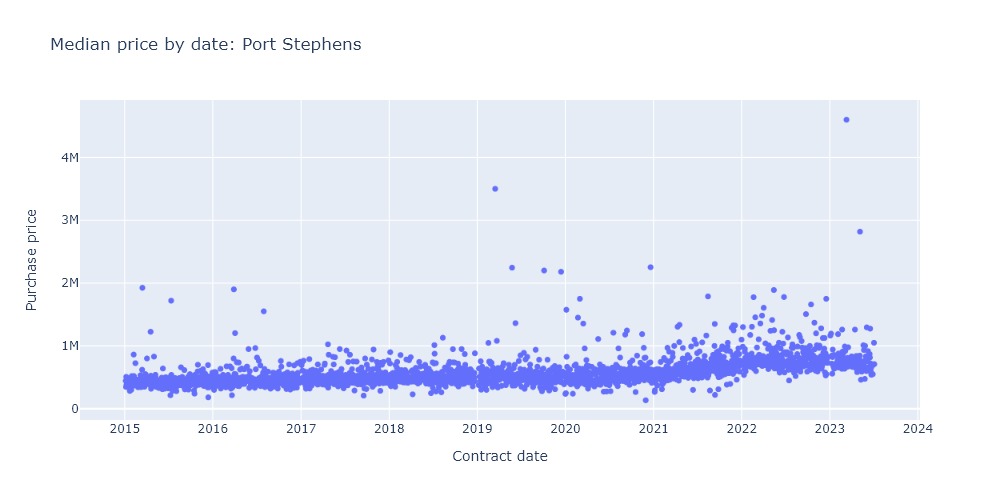 Median price by date: Port Stephens
4M
3M
2M
1M
0
Purchase price
2015 2016 2017 2018 2019 2020 2021 2022 2023 2024
Contract date